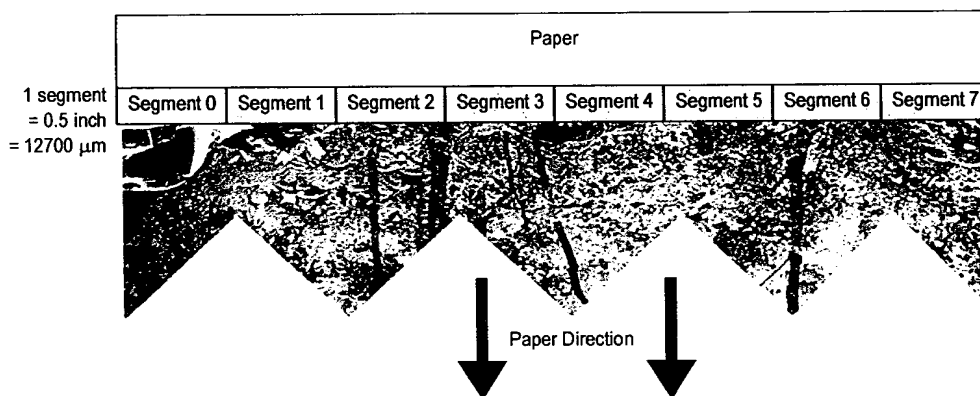 Paper
1 segment
= 0.5 inch
= 12700 μm
Segment 0 Segment 1 Segment 2 Segment 3 Segment 4 Segment 5 Segment 6 Segment 7
Paper Direction